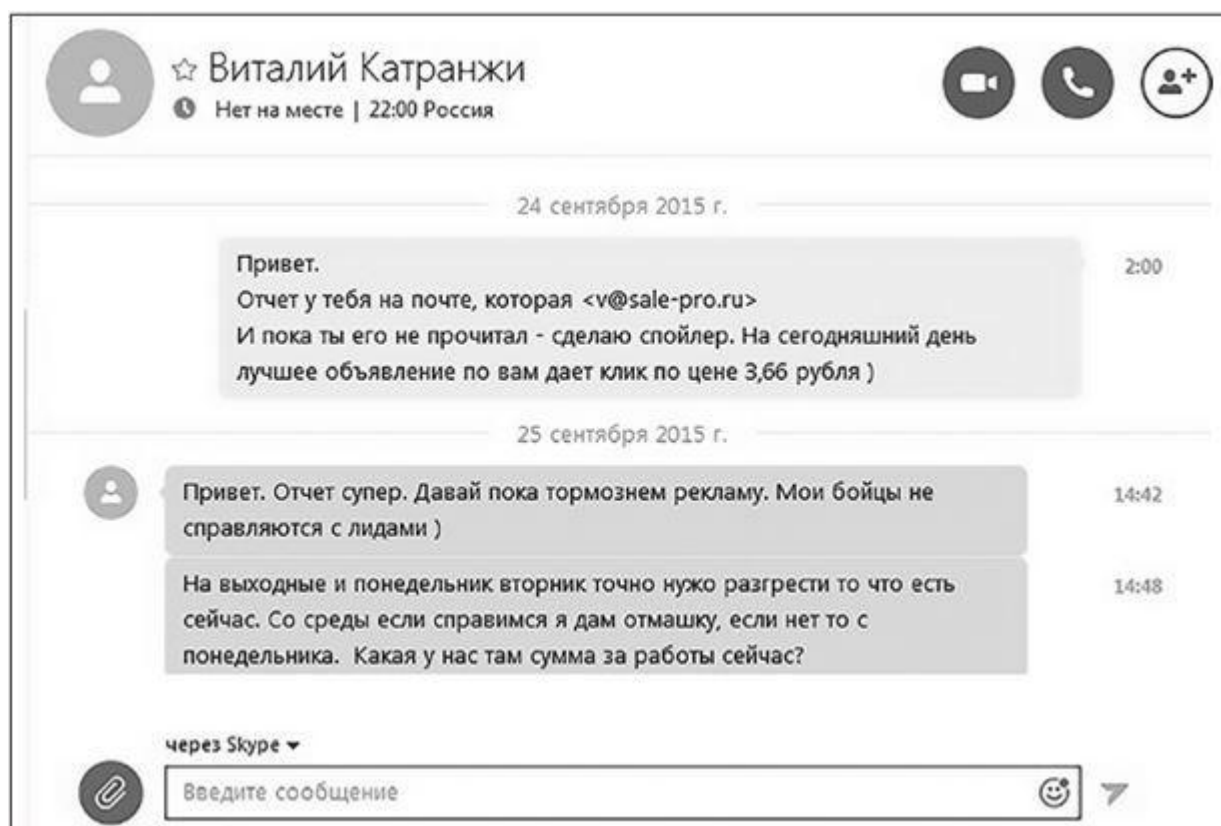 Виталий Катранжи
Нет на месте | 22:00 Россия
24 сентября 2015 г.
Привет.
2:00
Отчет у тебя на почте, которая <v@sale-pro.ru>
И пока ты его не прочитал - сделаю спойлер. На сегодняшний день
лучшее объявление по вам дает клик по цене 3,66 рубля )
25 сентября 2015 г.
Привет. Отчет супер. Давай пока тормознем рекламу. Мои бойцы не
14:42
справляются с лидами )
На выходные и понедельник вторник точно нужо разгрести то что есть
14:48
сейчас. Со среды если справимся я дам отмашку, если нет то с
понедельника. Какая у нас там сумма за работы сейчас?
через Skype
Введите сообщение